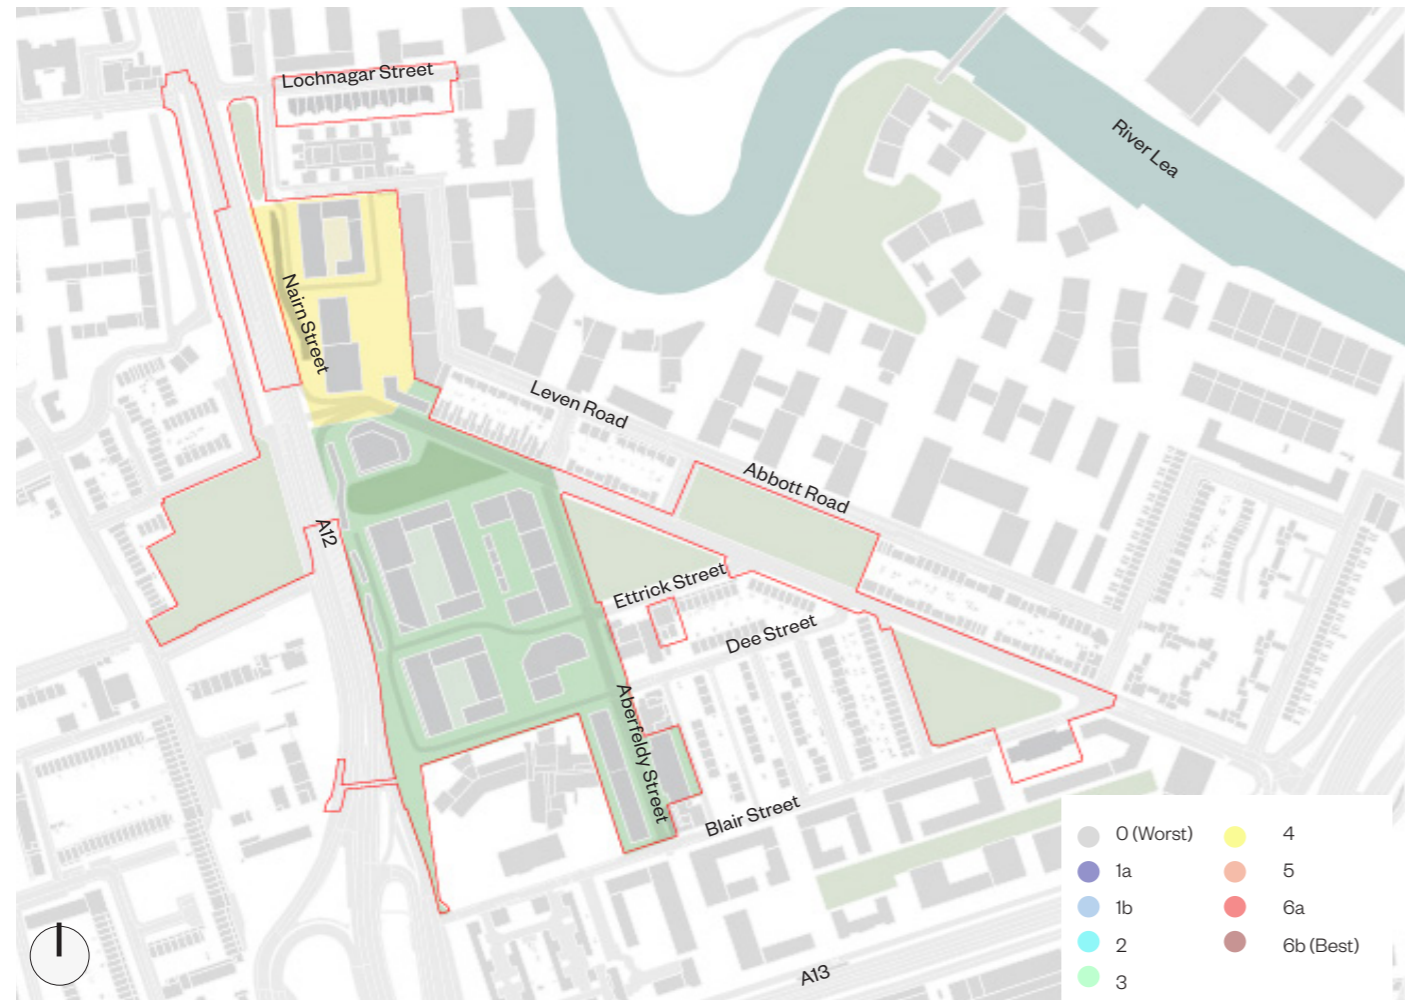 Lochnagar Street
River Lea
Nairn Street
Leven Road
Abbott Road
A12
Ettrick Street
Dee Street
Aberfeldy Street
Blair Street
A13
0 (Worst)
1a
1b
2
3
4
5
6a
6b (Best)